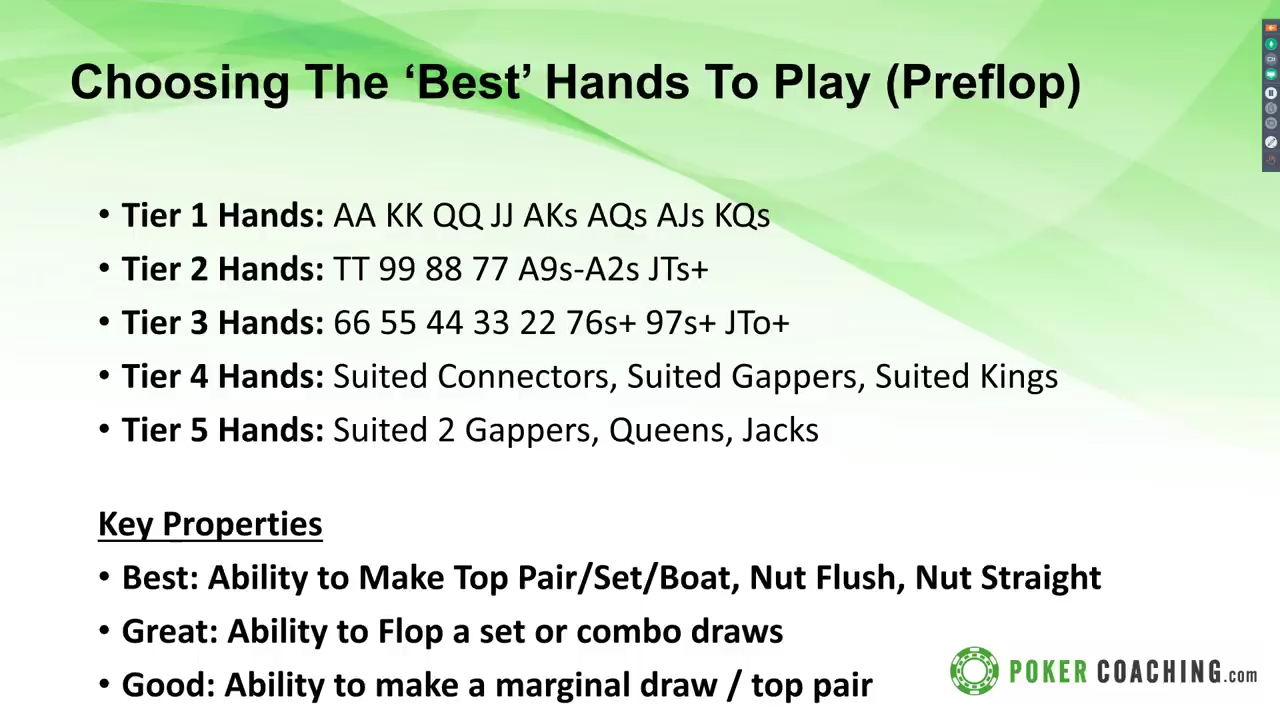 Choosing The ‘Best’ Hands To Play (Preflop)
• Tier 1 Hands: AA KK QQ JJ AKs AQs AJs KQs
• Tier 2 Hands: TT 99 88 77 A9s-A2s JTs+
• Tier 3 Hands: 66 55 44 33 22 76s+ 97s+ JTo+
• Tier 4 Hands: Suited Connectors, Suited Gappers, Suited Kings
• Tier 5 Hands: Suited 2 Gappers, Queens, Jacks
Key Properties
• Best: Ability to Make Top Pair/Set/Boat, Nut Flush, Nut Straight
• Great: Ability to Flop a set or combo draws
• Good: Ability to make a marginal draw / top pair
POKER COACHING.com